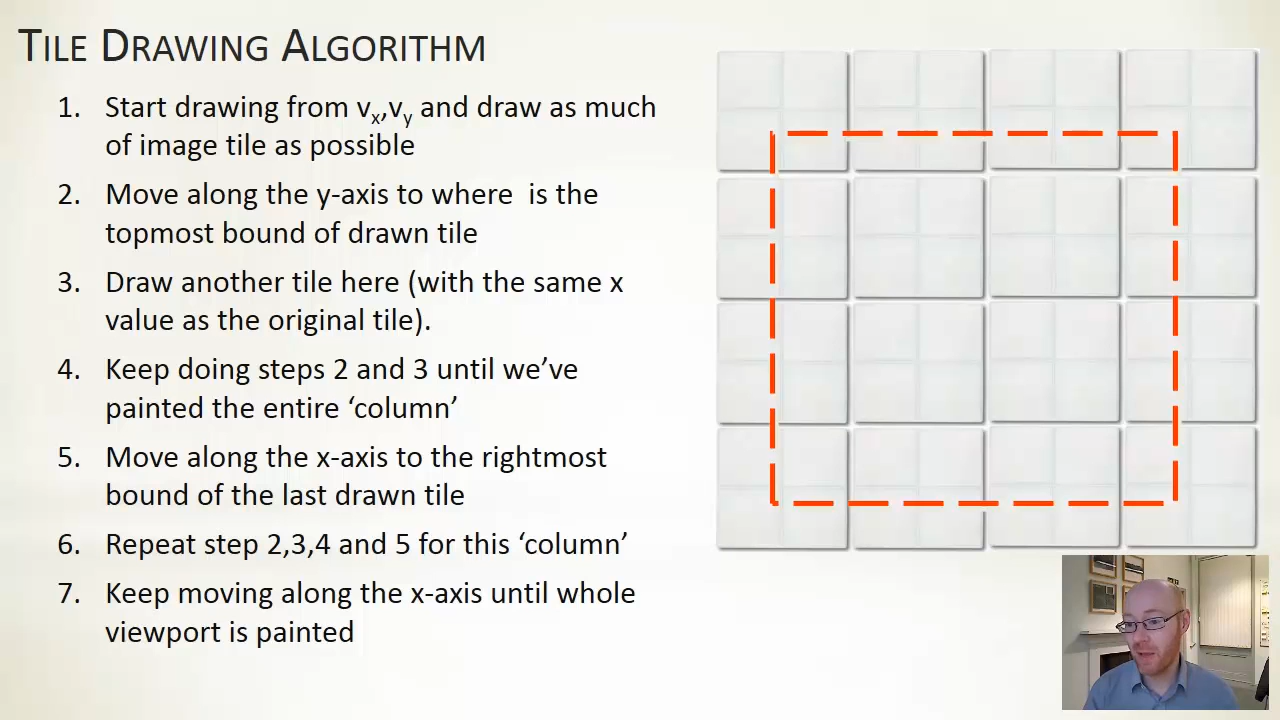 TILE DRAWING ALGORITHM
1. Start drawing from vx,vy and draw as much
of image tile as possible
2. Move along the y-axis to where  is the
topmost bound of drawn tile
3. Draw another tile here (with the same x
value as the original tile).
4. Keep doing steps 2 and 3 until we’ve
painted the entire ‘column’
5. Move along the x-axis to the rightmost
bound of the last drawn tile
6. Repeat step 2,3,4 and 5 for this ‘column’
7. Keep moving along the x-axis until whole
viewport is painted